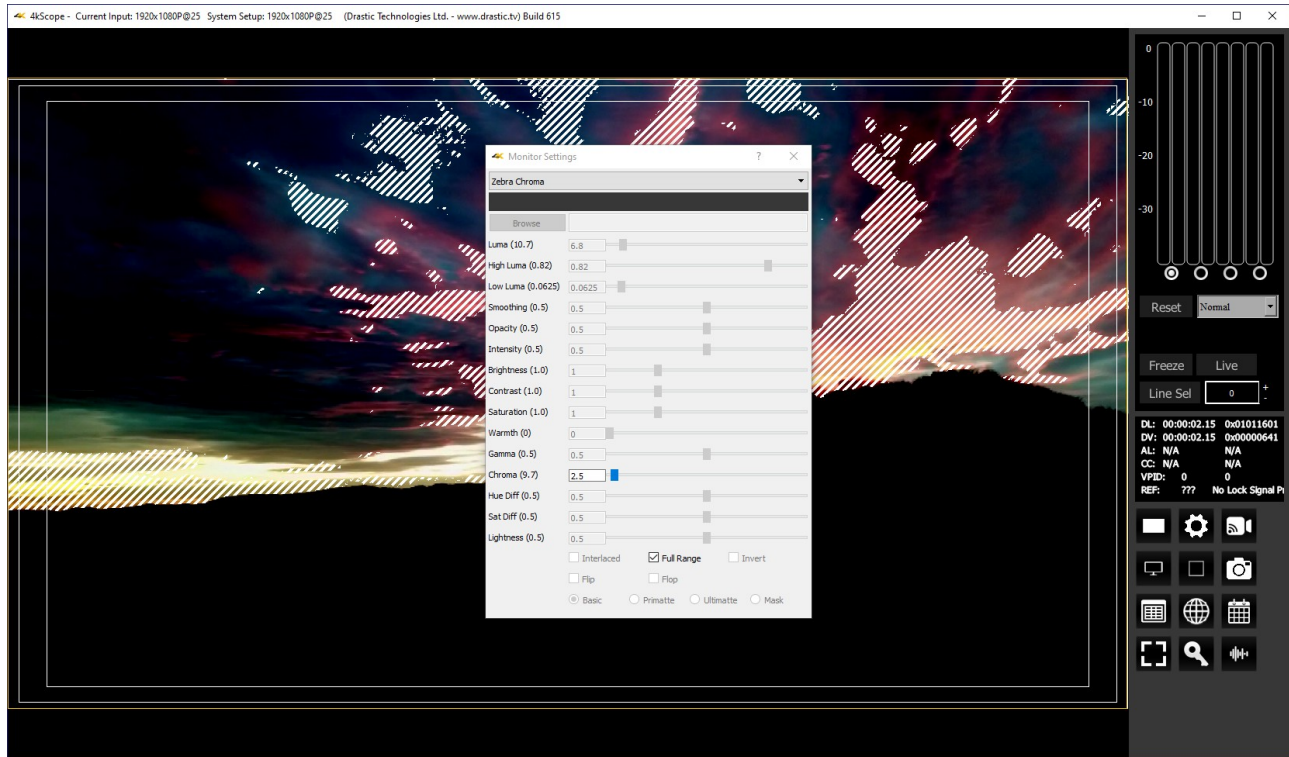 4kScope - Current Input: 1920x1080P@25 System Setup: 1920x1080P@25 (Drastic Technologies Ltd. - www.drastic.tv) Build 615
Monitor Settings ?
Zebra Chroma
Browse
Luma (10.7) 6.8
High Luma (0.82) 0.82
Low Luma (0.0625) 0.0625
Smoothing (0.5) 0.5
Opacity (0.5) 0.5
Intensity (0.5) 0.5
Brightness (1.0) 1
Contrast (1.0) 1
Saturation (1.0) 1
Warmth (0) 0
Gamma (0.5) 0.5
Chroma (9.7) 2.5
Hue Diff (0.5) 0.5
Sat Diff (0.5) 0.5
Lightness (0.5) 0.5
Interlaced Full Range Invert
Flip Flop
Basic Primatte Ultimatte Mask
0
-10
-20
-30
Reset Normal
Freeze Live
Line Sel 0 + -
DL: 00:00:02.15 0x01011601
DV: 00:00:02.15 0x00000641
AL: N/A N/A
CC: N/A N/A
VPID: 0 0
REF: ??? No Lock Signal Pr